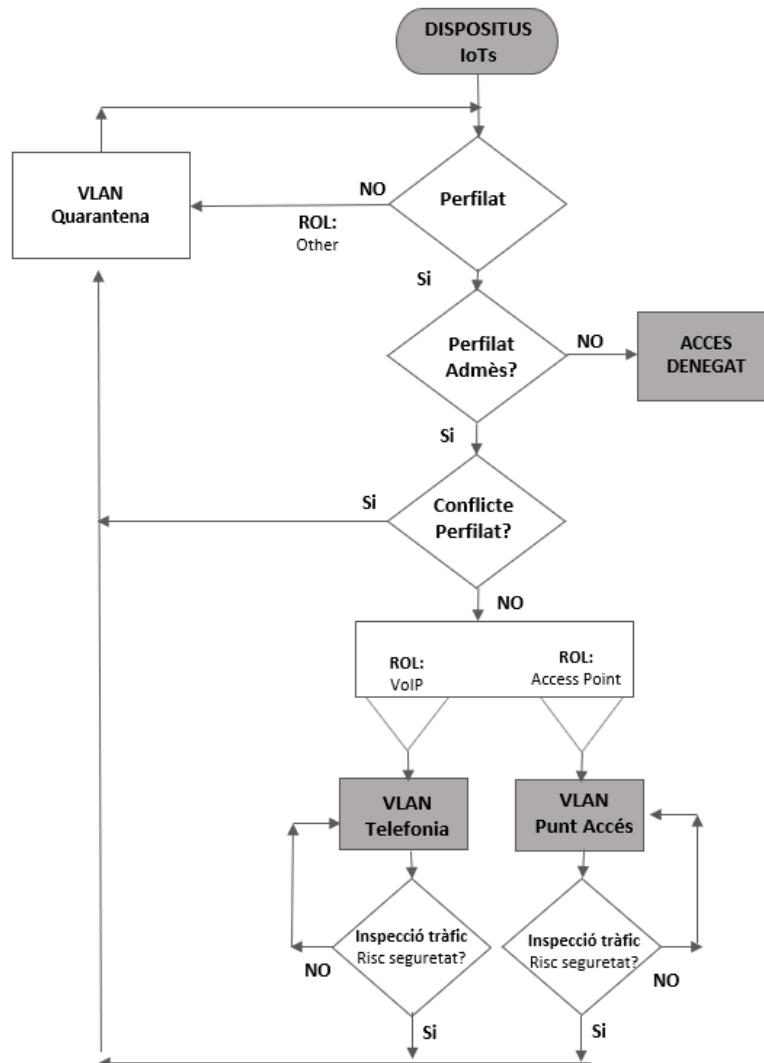 DISPOSITUS
IoTs
VLAN
Quarantena
NO
ROL:
Other
Perfilat
Si
Perfilat
Admès?
NO
ACCES
DENEGAT
Si
Si
Conflicte
Perfilat?
NO
ROL:
VoIP
ROL:
Access Point
VLAN
Telefonia
VLAN
Punt Accés
Inspecció tràfic
Risc seguretat?
NO
Si
Inspecció tràfic
Risc seguretat?
NO
Si